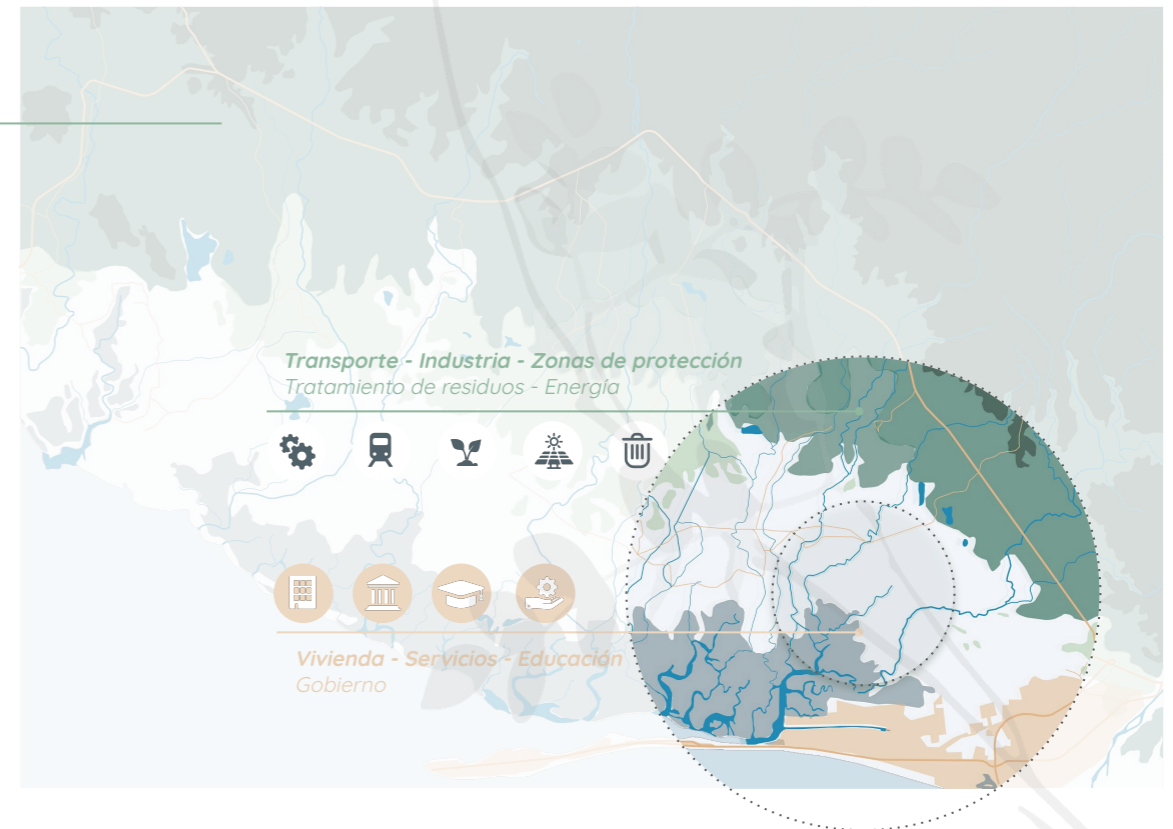 Transporte - Industria - Zonas de protección
Tratamiento de residuos - Energía
Vivienda - Servicios - Educación
Gobierno